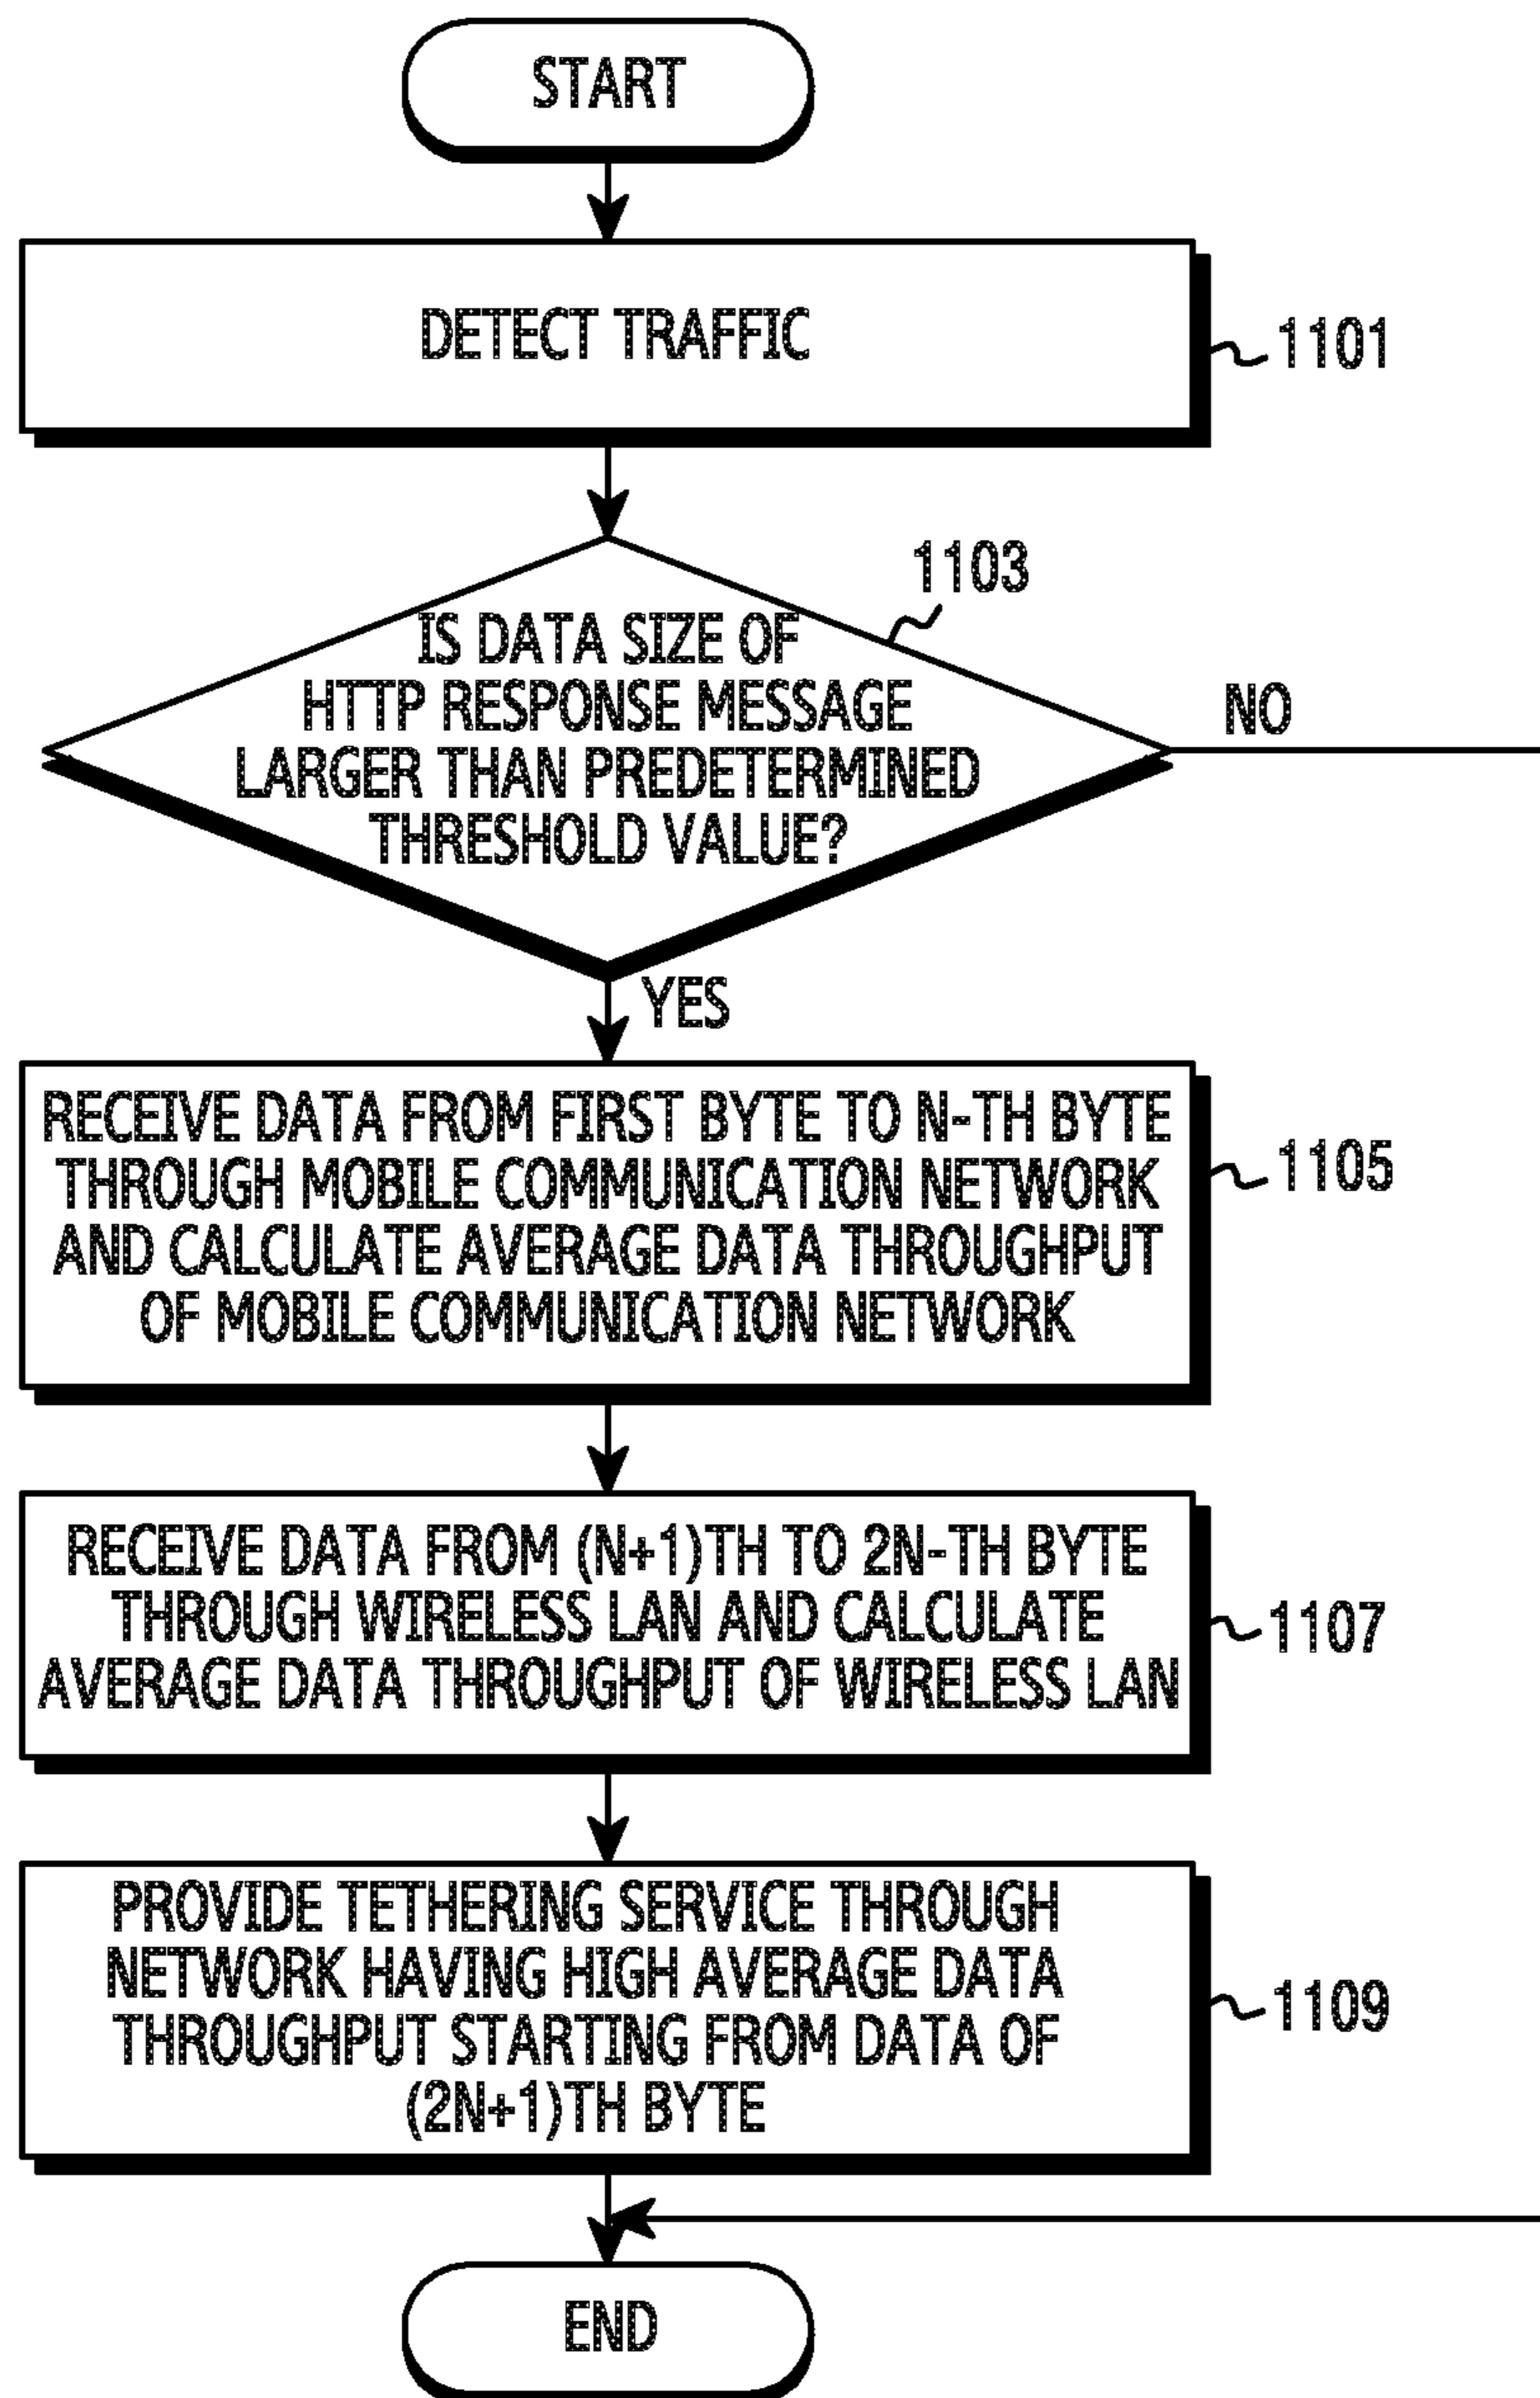 START
DETECT TRAFFIC
1101
1103
IS DATA SIZE OF
HTTP RESPONSE MESSAGE
LARGER THAN PREDETERMINED
THRESHOLD VALUE?
NO
YES
RECEIVE DATA FROM FIRST BYTE TO N-TH BYTE
THROUGH MOBILE COMMUNICATION NETWORK
AND CALCULATE AVERAGE DATA THROUGHPUT
OF MOBILE COMMUNICATION NETWORK
1105
RECEIVE DATA FROM (N+1)TH TO 2N-TH BYTE
THROUGH WIRELESS LAN AND CALCULATE
AVERAGE DATA THROUGHPUT OF WIRELESS LAN
1107
PROVIDE TETHERING SERVICE THROUGH
NETWORK HAVING HIGH AVERAGE DATA
THROUGHPUT STARTING FROM DATA OF
(2N+1)TH BYTE
1109
END